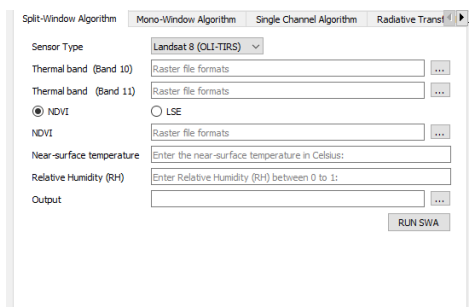 Split-Window Algorithm Mono-Window Algorithm Single Channel Algorithm Radiative Transf
Sensor Type Landsat 8 (OLI-TIRS)
Thermal band (Band 10) Raster file formats ...
Thermal band (Band 11) Raster file formats ...
NDVI LSE
NDVI Raster file formats ...
Near-surface temperature Enter the near-surface temperature in Celsius:
Relative Humidity (RH) Enter Relative Humidity (RH) between 0 to 1:
Output ...
RUN SWA